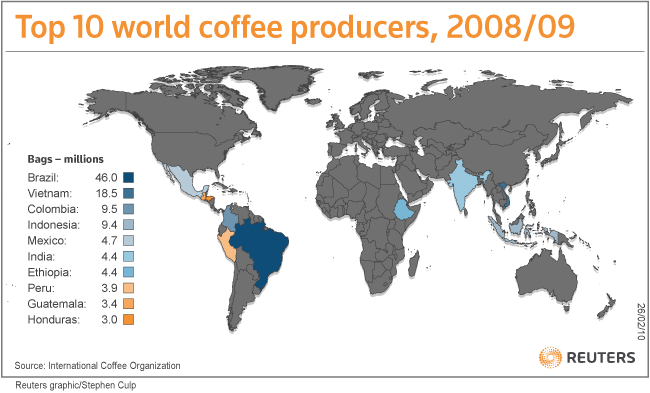 Top 10 world coffee producers, 2008/09
Bags – millions
Brazil: 46.0
Vietnam: 18.5
Colombia: 9.5
Indonesia: 9.4
Mexico: 4.7
India: 4.4
Ethiopia: 4.4
Peru: 3.9
Guatemala: 3.4
Honduras: 3.0
26/02/10
REUTERS
Source: International Coffee Organization
Reuters graphic/Stephen Culp